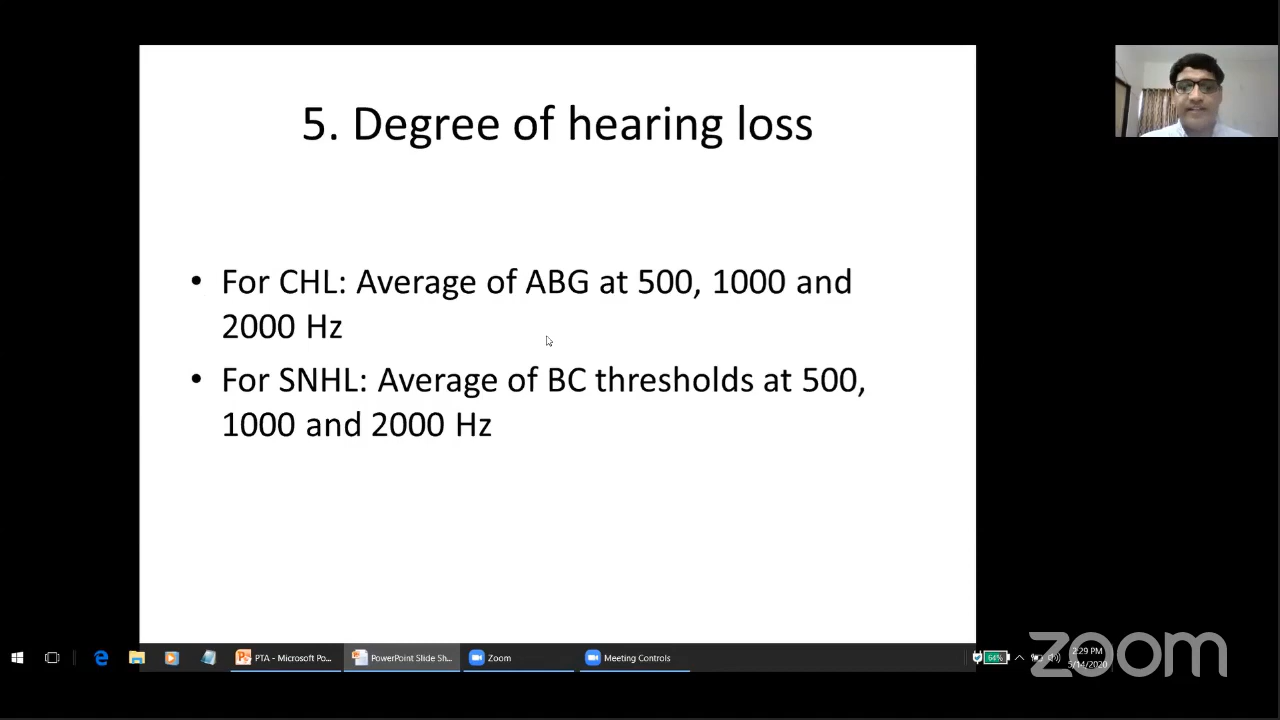 5. Degree of hearing loss
• For CHL: Average of ABG at 500, 1000 and
2000 Hz
• For SNHL: Average of BC thresholds at 500,
1000 and 2000 Hz
PTA - Microsoft Po...
PowerPoint Slide Sh...
Zoom
Meeting Controls
64%
2:29 PM
5/14/2020
zoom